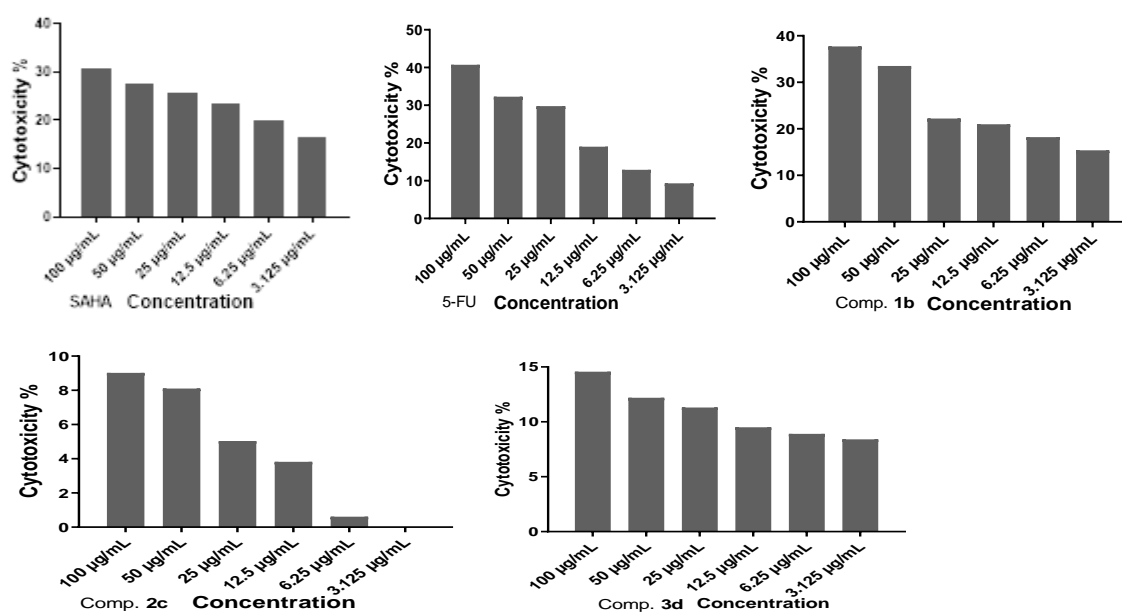 Cytotoxicity %
40
30
20
10
0
100 µg/mL
50 µg/mL
25 µg/mL
12.5 µg/mL
6.25 µg/mL
3.125 µg/mL
SAHA Concentration
Cytotoxicity %
50
40
30
20
10
0
100 µg/mL
50 µg/mL
25 µg/mL
12.5 µg/mL
6.25 µg/mL
3.125 µg/mL
5-FU Concentration
Cytotoxicity %
40
30
20
10
0
100 µg/mL
50 µg/mL
25 µg/mL
12.5 µg/mL
6.25 µg/mL
3.125 µg/mL
Comp. 1b Concentration
Cytotoxicity %
10
8
6
4
2
0
100 µg/mL
50 µg/mL
25 µg/mL
12.5 µg/mL
6.25 µg/mL
3.125 µg/mL
Comp. 2c Concentration
Cytotoxicity %
15
10
5
0
100 µg/mL
50 µg/mL
25 µg/mL
12.5 µg/mL
6.25 µg/mL
3.125 µg/mL
Comp. 3d Concentration